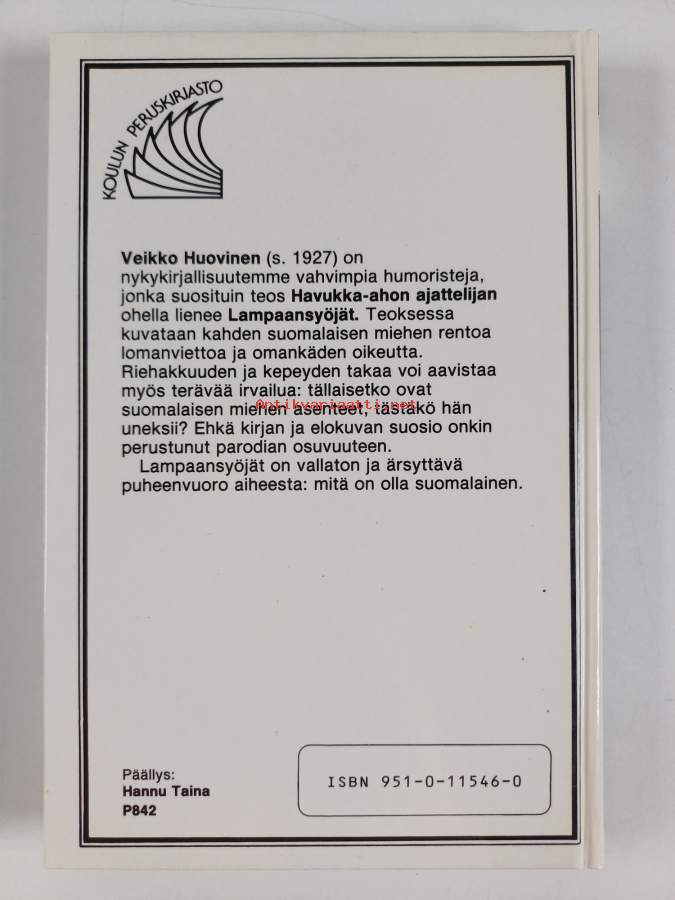 KOULUN PERUSKIRJASTO
Veikko Huovinen (s. 1927) on
nykykirjallisuutemme vahvimpia humoristeja,
jonka suosituin teos Havukka-ahon ajattelijan
ohella lienee Lampaansyöjät. Teoksessa
kuvataan kahden suomalaisen miehen rentoa
lomanviettoa ja omankäden oikeutta.
Riehakkuuden ja kepeyden takaa voi aavistaa
myös terävää irvailua: tällaisetko ovat
suomalaisen miehen asenteet, tästäkö hän
Antikvariaatti.net
uneksii? Ehkä kirjan ja elokuvan suosio onkin
perustunut parodian osuvuuteen.
Lampaansyöjät on vallaton ja ärsyttävä
puheenvuoro aiheesta: mitä on olla suomalainen.
Päällys:
Hannu Taina
P842
ISBN 951-0-11546-0